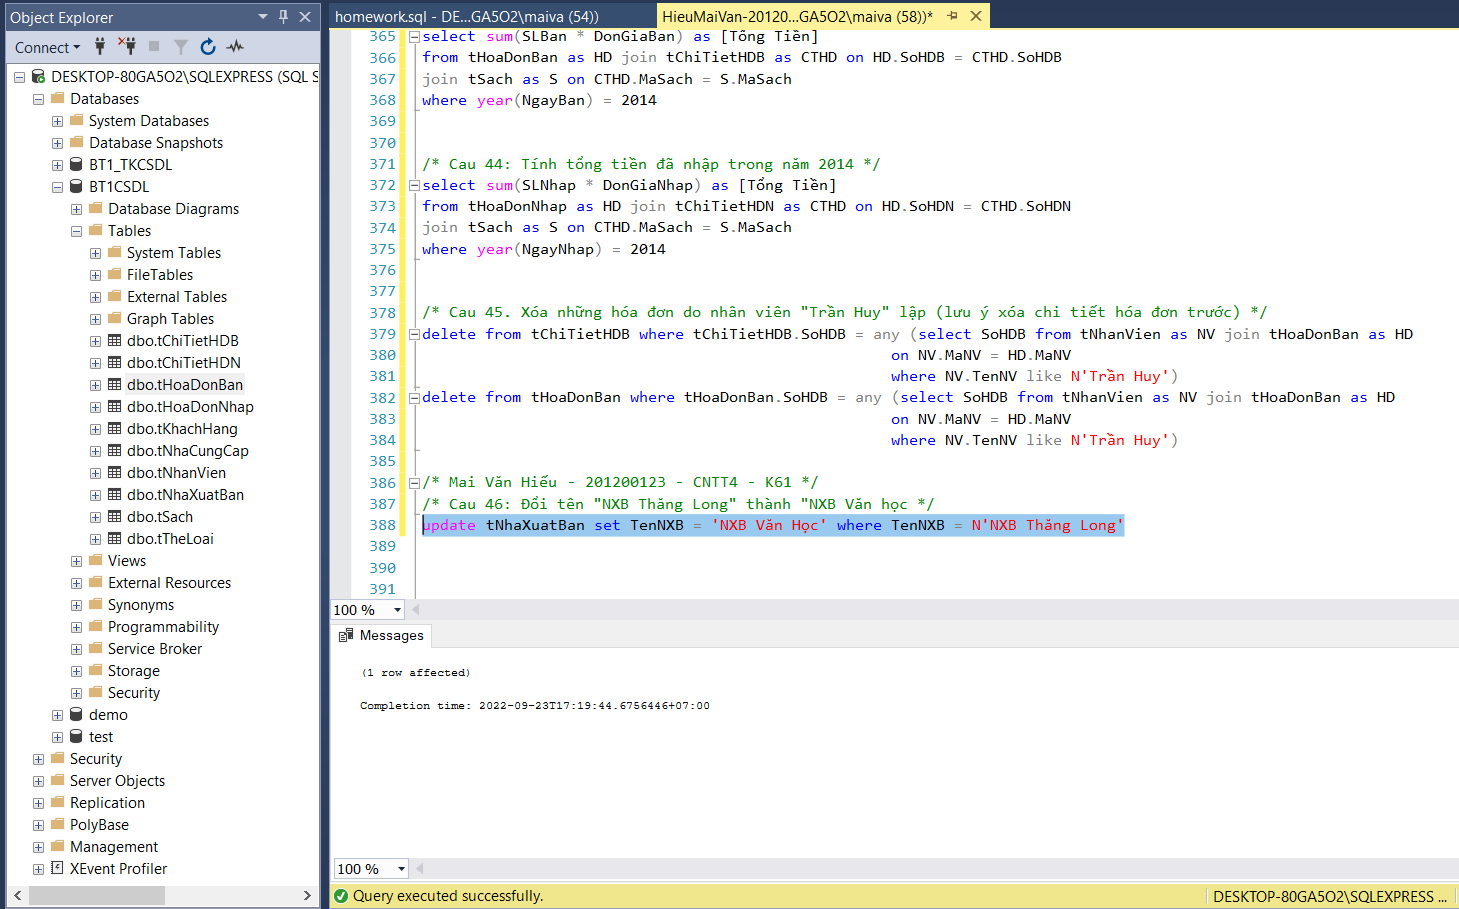 Object Explorer
Connect
DESKTOP-80GA5O2\SQLEXPRESS (SQL S
Databases
System Databases
Database Snapshots
BT1_TKCSDL
BT1CSDL
Database Diagrams
Tables
System Tables
FileTables
External Tables
Graph Tables
dbo.tChiTietHDB
dbo.tChiTietHDN
dbo.tHoaDonBan
dbo.tHoaDonNhap
dbo.tKhachHang
dbo.tNhaCungCap
dbo.tNhanVien
dbo.tNhaXuatBan
dbo.tSach
dbo.tTheLoai
Views
External Resources
Synonyms
Programmability
Service Broker
Storage
Security
demo
test
Security
Server Objects
Replication
PolyBase
Management
XEvent Profiler
homework.sql - DE...GA5O2\maiva (54))
HieuMaiVan-20120...GA5O2\maiva (58))*
365 select sum(SLBan * DonGiaBan) as [Tổng Tiền]
366 from tHoaDonBan as HD join tChiTietHDB as CTHD on HD.SoHDB = CTHD.SoHDB
367 join tSach as S on CTHD.MaSach = S.MaSach
368 where year(NgayBan) = 2014
369
370
371 /* Cau 44: Tính tổng tiền đã nhập trong năm 2014 */
372 select sum(SLNhap * DonGiaNhap) as [Tổng Tiền]
373 from tHoaDonNhap as HD join tChiTietHDN as CTHD on HD.SoHDN = CTHD.SoHDN
374 join tSach as S on CTHD.MaSach = S.MaSach
375 where year(NgayNhap) = 2014
376
377
378 /* Cau 45. Xóa những hóa đơn do nhân viên "Trần Huy" lập (lưu ý xóa chi tiết hóa đơn trước) */
379 delete from tChiTietHDB where tChiTietHDB.SoHDB = any (select SoHDB from tNhanVien as NV join tHoaDonBan as HD
380 on NV.MaNV = HD.MaNV
381 where NV.TenNV like N'Trần Huy')
382 delete from tHoaDonBan where tHoaDonBan.SoHDB = any (select SoHDB from tNhanVien as NV join tHoaDonBan as HD
383 on NV.MaNV = HD.MaNV
384 where NV.TenNV like N'Trần Huy')
385
386 /* Mai Văn Hiếu - 201200123 - CNTT4 - K61 */
387 /* Cau 46: Đổi tên "NXB Thăng Long" thành "NXB Văn học */
388 update tNhaXuatBan set TenNXB = 'NXB Văn Học' where TenNXB = N'NXB Thăng Long'
389
390
391
100 %
Messages
(1 row affected)
Completion time: 2022-09-23T17:19:44.6756446+07:00
100 %
Query executed successfully.
DESKTOP-80GA5O2\SQLEXPRESS ...